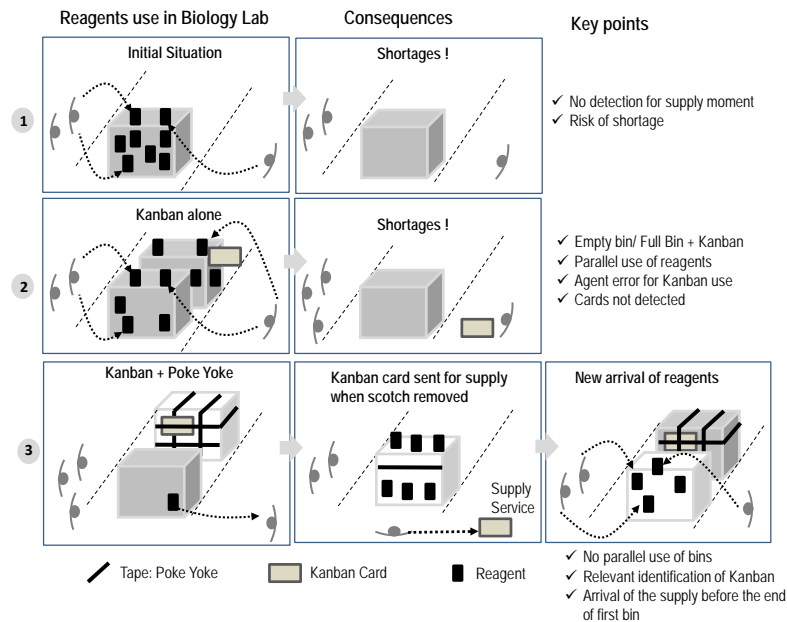 Reagents use in Biology Lab
Consequences
Key points
1
Initial Situation
Shortages !
✓ No detection for supply moment
✓ Risk of shortage
2
Kanban alone
Shortages !
✓ Empty bin/ Full Bin + Kanban
✓ Parallel use of reagents
✓ Agent error for Kanban use
✓ Cards not detected
3
Kanban + Poke Yoke
Kanban card sent for supply
when scotch removed
Supply
Service
New arrival of reagents
✓ No parallel use of bins
✓ Relevant identification of Kanban
✓ Arrival of the supply before the end
of first bin
Tape: Poke Yoke
Kanban Card
Reagent